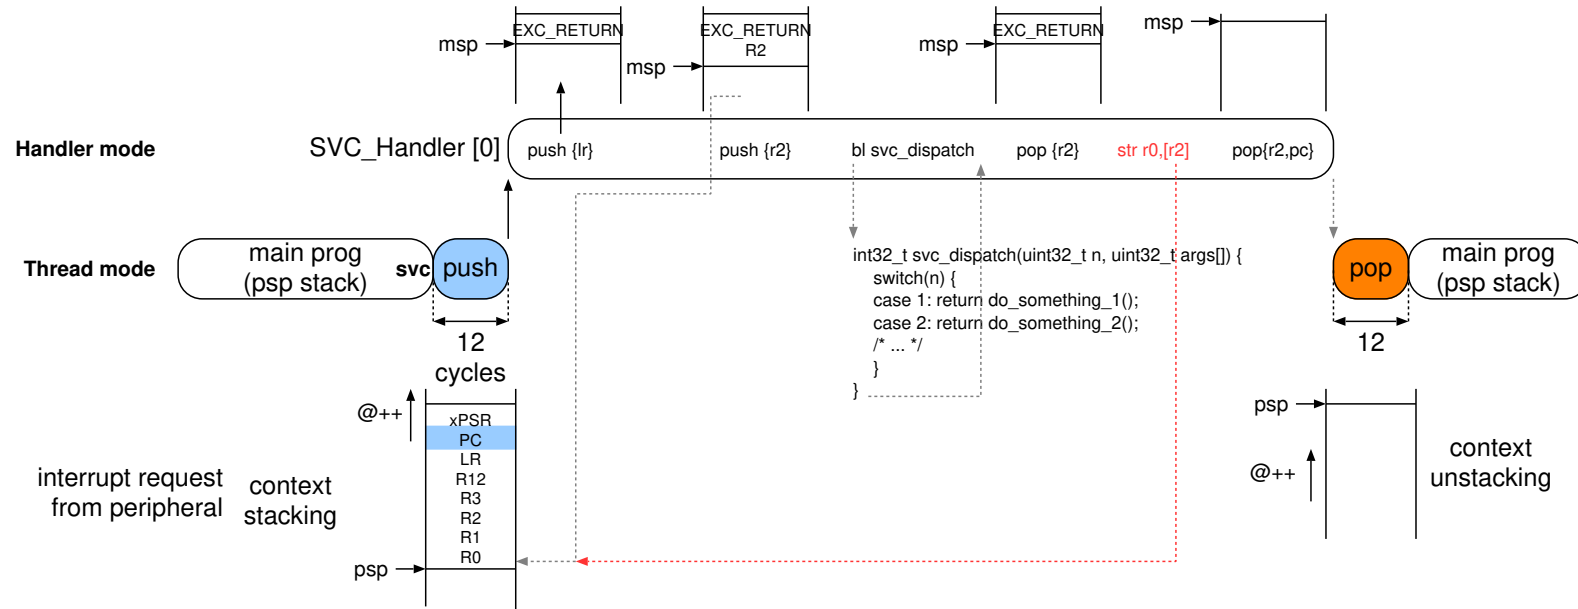 EXC_RETURN
msp
EXC_RETURN
R2
msp
EXC_RETURN
msp
msp
Handler mode
SVC_Handler [0]
push {lr}
push {r2}
bl svc_dispatch
pop {r2}
str r0,[r2]
pop{r2,pc}
Thread mode
main prog
(psp stack)
svc
push
12
cycles
int32_t svc_dispatch(uint32_t n, uint32_t args[]) {
switch(n) {
case 1: return do_something_1();
case 2: return do_something_2();
/* ... */
}
}
pop
main prog
(psp stack)
12
@++
xPSR
PC
LR
R12
R3
R2
R1
R0
psp
interrupt request
from peripheral
context
stacking
psp
@++
context
unstacking